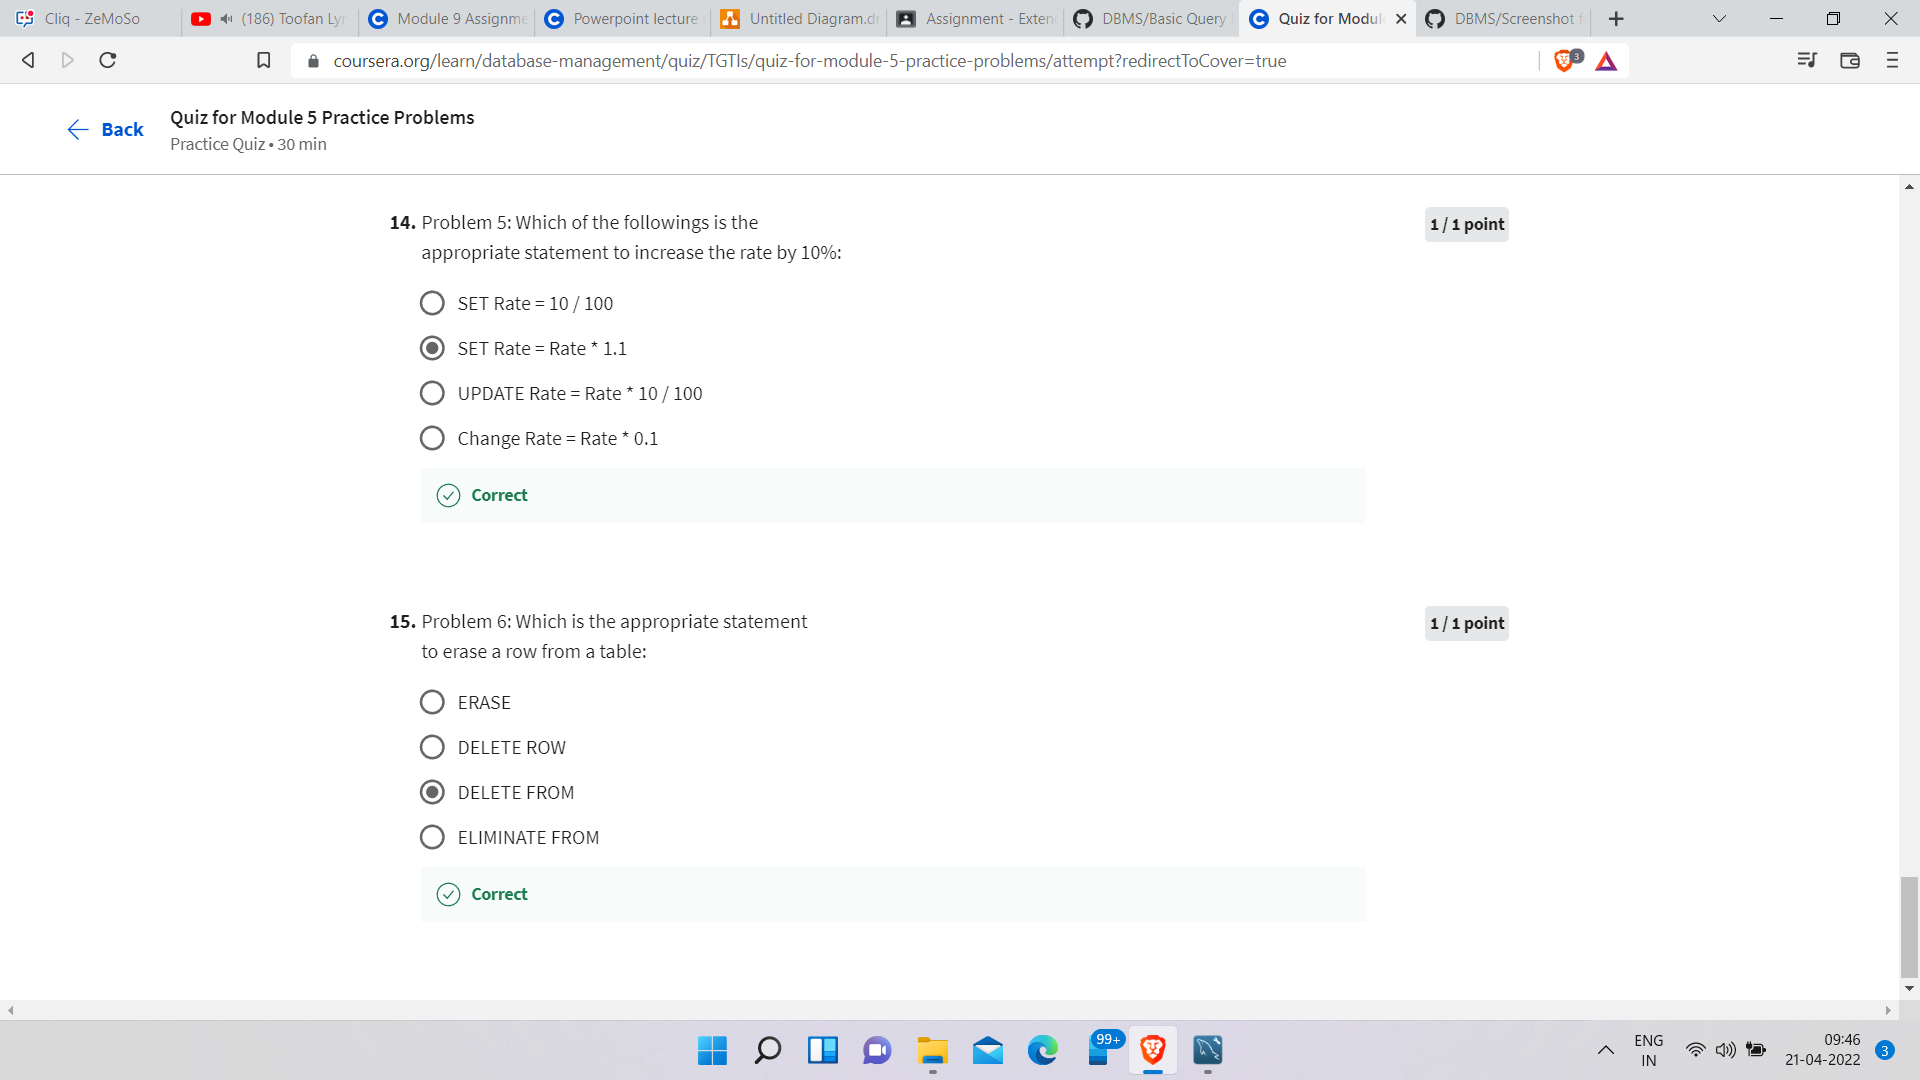 Cliq - ZeMoSo
(186) Toofan Lyr
Module 9 Assignme
Powerpoint lecture
Untitled Diagram.dr
Assignment - Exten
DBMS/Basic Query
Quiz for Modul
DBMS/Screenshot f
coursera.org/learn/database-management/quiz/TGTIs/quiz-for-module-5-practice-problems/attempt?redirectToCover=true
3
Back
Quiz for Module 5 Practice Problems
Practice Quiz • 30 min
14. Problem 5: Which of the followings is the
appropriate statement to increase the rate by 10%:
1 / 1 point
SET Rate = 10 / 100
SET Rate = Rate * 1.1
UPDATE Rate = Rate * 10 / 100
Change Rate = Rate * 0.1
Correct
15. Problem 6: Which is the appropriate statement
to erase a row from a table:
1 / 1 point
ERASE
DELETE ROW
DELETE FROM
ELIMINATE FROM
Correct
99+
ENG
IN
09:46
21-04-2022
3